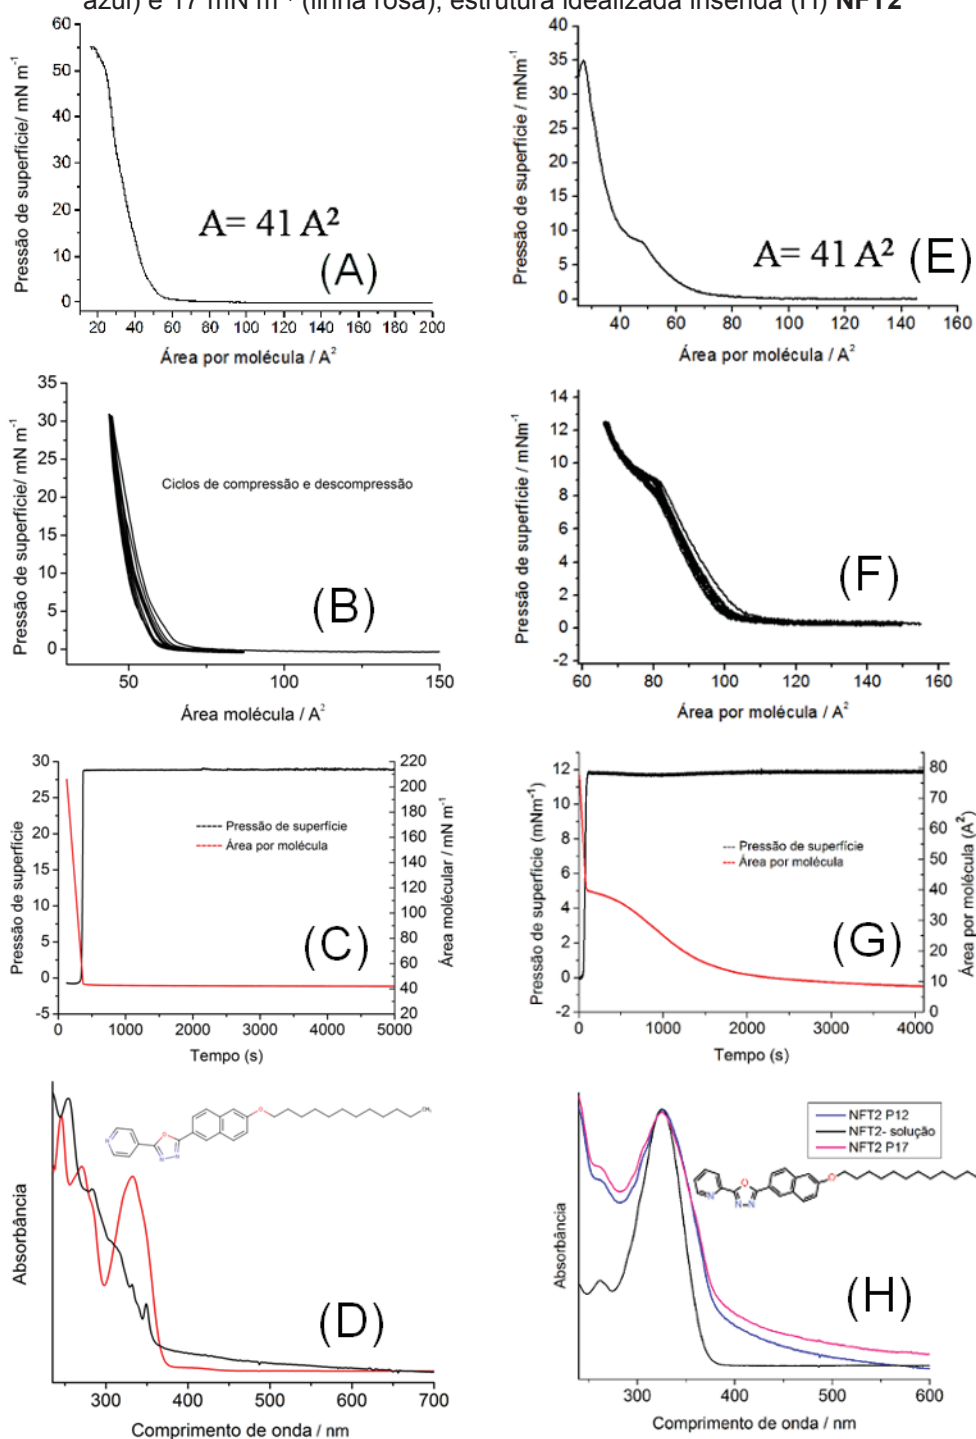 azul) e 17 mN m⁻¹ (linha rosa), estrutura idealizada inserida (H) NFT2
Pressão de superfície/ mN m⁻¹
60
50
40
30
20
10
0
A= 41 A²
(A)
20 40 60 80 100 120 140 160 180 200
Área por molécula / A²
Pressão de superfície / mNm⁻¹
40
35
30
25
20
15
10
5
0
A= 41 A²
(E)
40 60 80 100 120 140 160
Área por molécula / A²
Pressão de superfície/ mN m⁻¹
35
30
25
20
15
10
5
0
Ciclos de compressão e descompressão
(B)
50 100 150
Área molécula / A²
Pressão de superfície / mNm⁻¹
14
12
10
8
6
4
2
0
-2
(F)
60 80 100 120 140 160
Área por molécula / A²
Pressão de superfície
30
25
20
15
10
5
0
-5
Pressão de superfície
Área por molécula
(C)
220
200
180
160
140
120
100
80
60
40
20
Área molécular / mN m⁻¹
0 1000 2000 3000 4000 5000
Tempo (s)
Pressão de superfície (mNm⁻¹)
12
10
8
6
4
2
0
-2
Pressão de superfície
Área por molécula
(G)
80
70
60
50
40
30
20
10
0
Área por molécula (A²)
0 1000 2000 3000 4000
Tempo (s)
Absorbância
N
O
N N
O
CH₃
(D)
300 400 500 600 700
Comprimento de onda / nm
Absorbância
NFT2 P12
NFT2- solução
NFT2 P17
N
O
N N
O
(H)
300 400 500 600
Comprimento de onda / nm